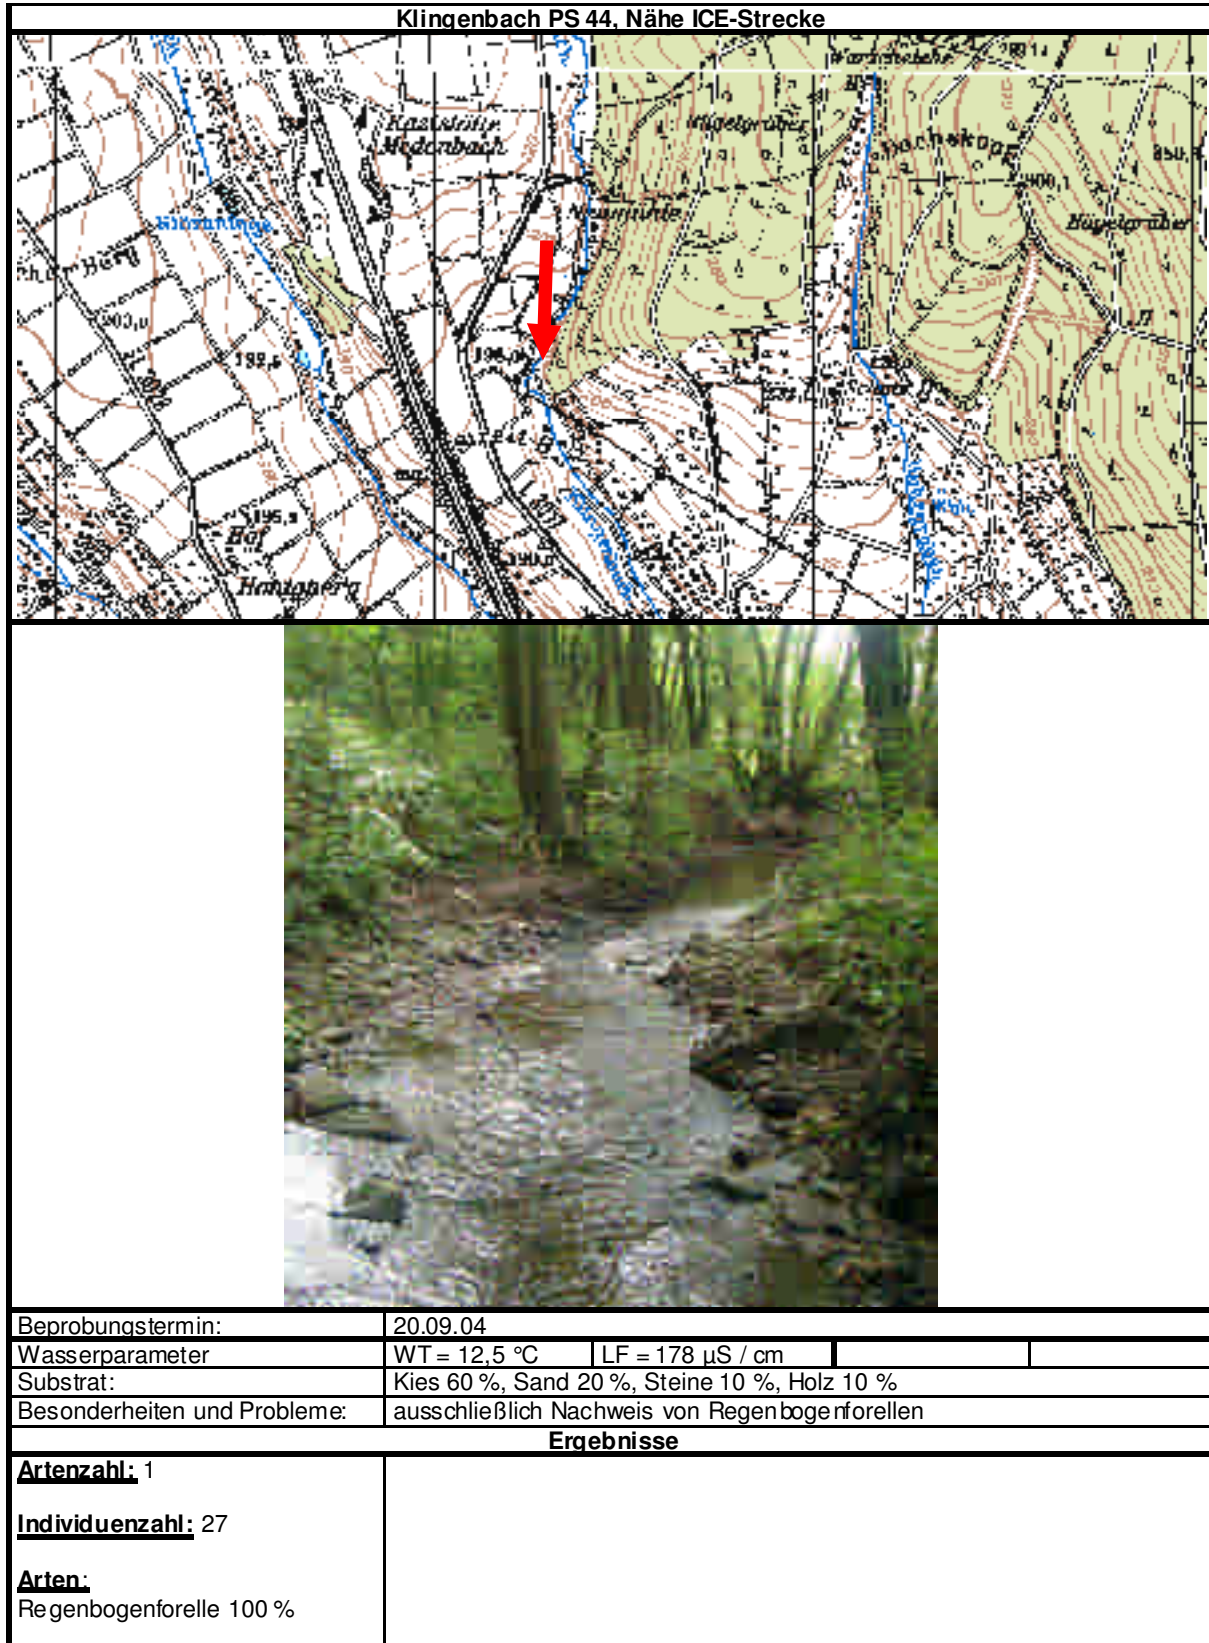 Klingenbach PS 44, Nähe ICE-Strecke
Medenbach
Hügelgräber
Hof
Beprobungstermin: 20.09.04
Wasserparameter WT = 12,5 °C LF = 178 µS / cm
Substrat: Kies 60 %, Sand 20 %, Steine 10 %, Holz 10 %
Besonderheiten und Probleme: ausschließlich Nachweis von Regenbogenforellen
Ergebnisse
Artenzahl: 1
Individuenzahl: 27
Arten:
Regenbogenforelle 100 %